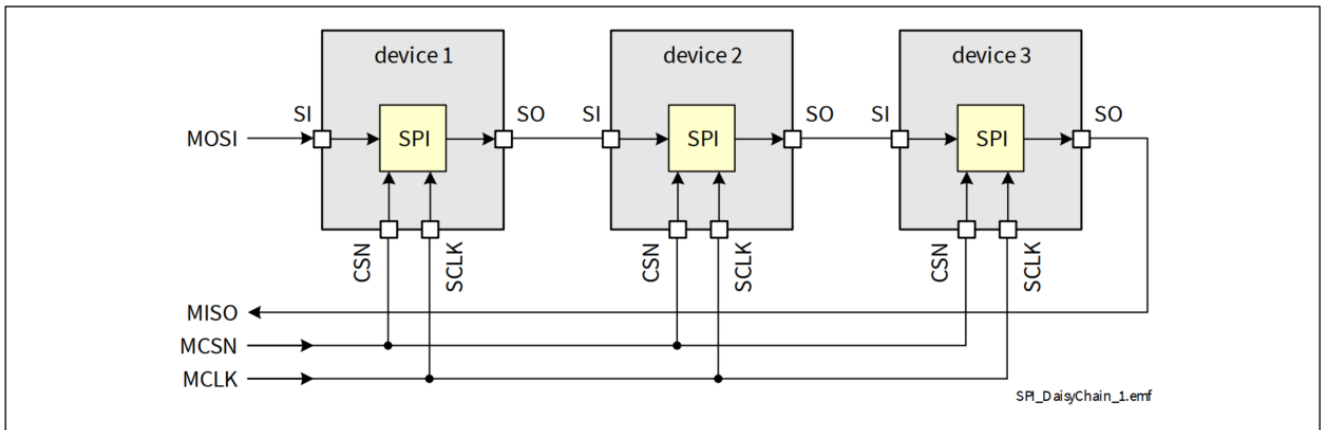 device 1 device 2 device 3
SI SO SI SO SI SO
MOSI SPI SPI SPI
CSN SCLK CSN SCLK CSN SCLK
MISO
MCSN
MCLK
SPI_DaisyChain_1.emf